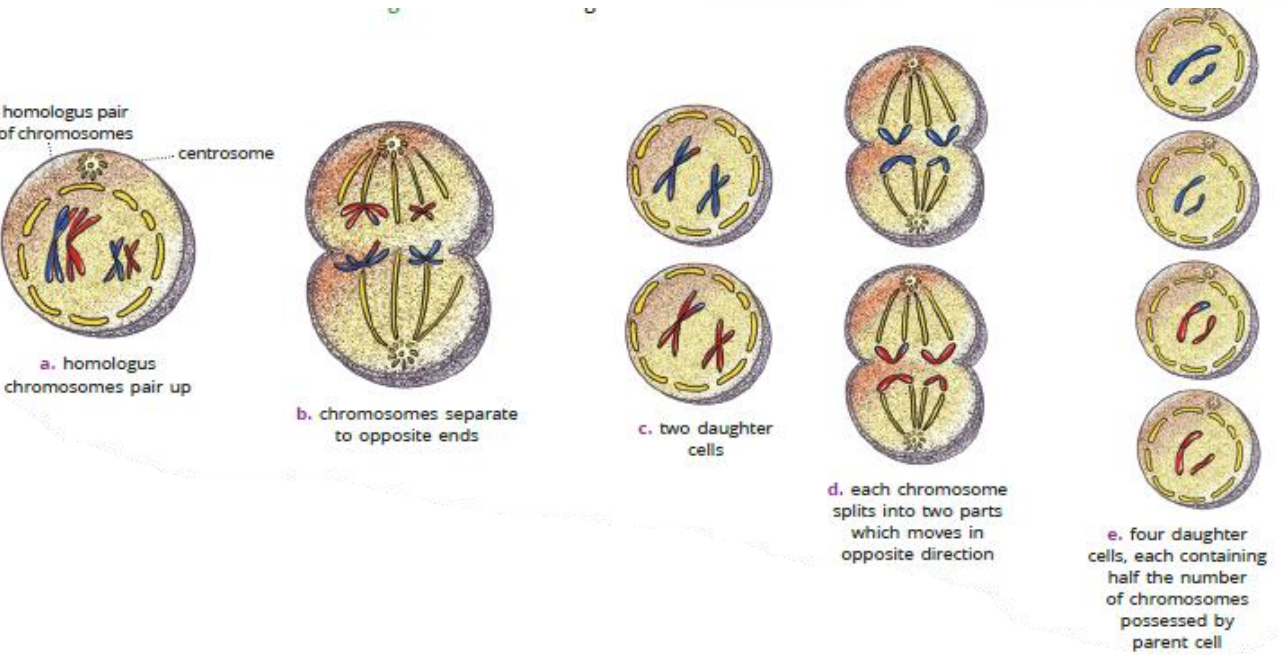 homologus pair
of chromosomes
centrosome
a. homologus
chromosomes pair up
b. chromosomes separate
to opposite ends
c. two daughter
cells
d. each chromosome
splits into two parts
which moves in
opposite direction
e. four daughter
cells, each containing
half the number
of chromosomes
possessed by
parent cell